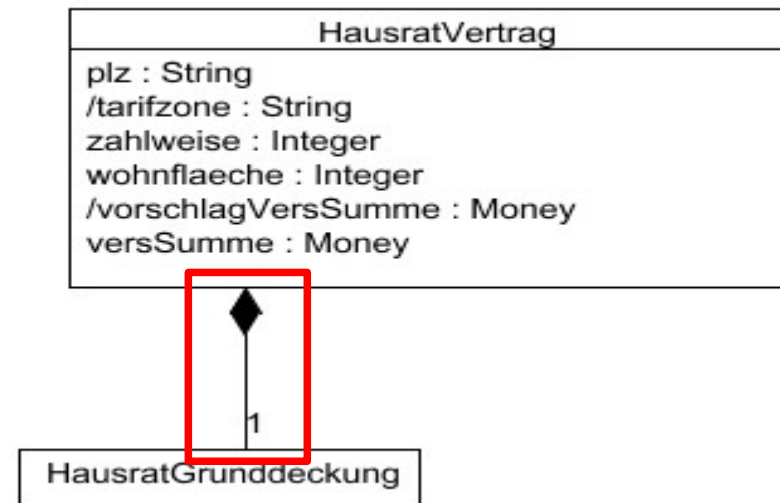 HausratVertrag
plz : String
/tarifzone : String
zahlweise : Integer
wohnflaeche : Integer
/vorschlagVersSumme : Money
versSumme : Money
1
HausratGrunddeckung